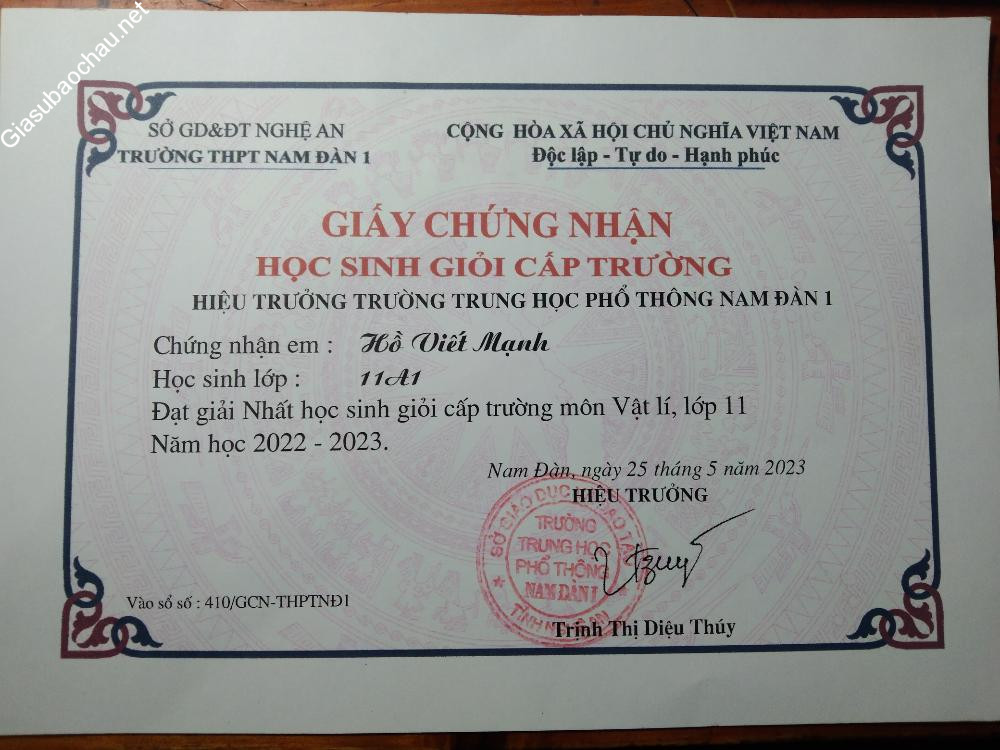 Giasubaochau.net
SỞ GD&ĐT NGHỆ AN
TRƯỜNG THPT NAM ĐÀN 1
CỘNG HÒA XÃ HỘI CHỦ NGHĨA VIỆT NAM
Độc lập - Tự do - Hạnh phúc
GIẤY CHỨNG NHẬN
HỌC SINH GIỎI CẤP TRƯỜNG
HIỆU TRƯỞNG TRƯỜNG TRUNG HỌC PHỔ THÔNG NAM ĐÀN 1
Chứng nhận em : Hồ Viết Mạnh
Học sinh lớp : 11A1
Đạt giải Nhất học sinh giỏi cấp trường môn Vật lí, lớp 11
Năm học 2022 - 2023.
Nam Đàn, ngày 25 tháng 5 năm 2023
HIỆU TRƯỞNG
SỞ GIÁO DỤC
TRƯỜNG
TRUNG HỌC
PHỔ THÔNG
NAM ĐÀN I
Vào sổ số : 410/GCN-THPTNĐ1
Trịnh Thị Diệu Thúy